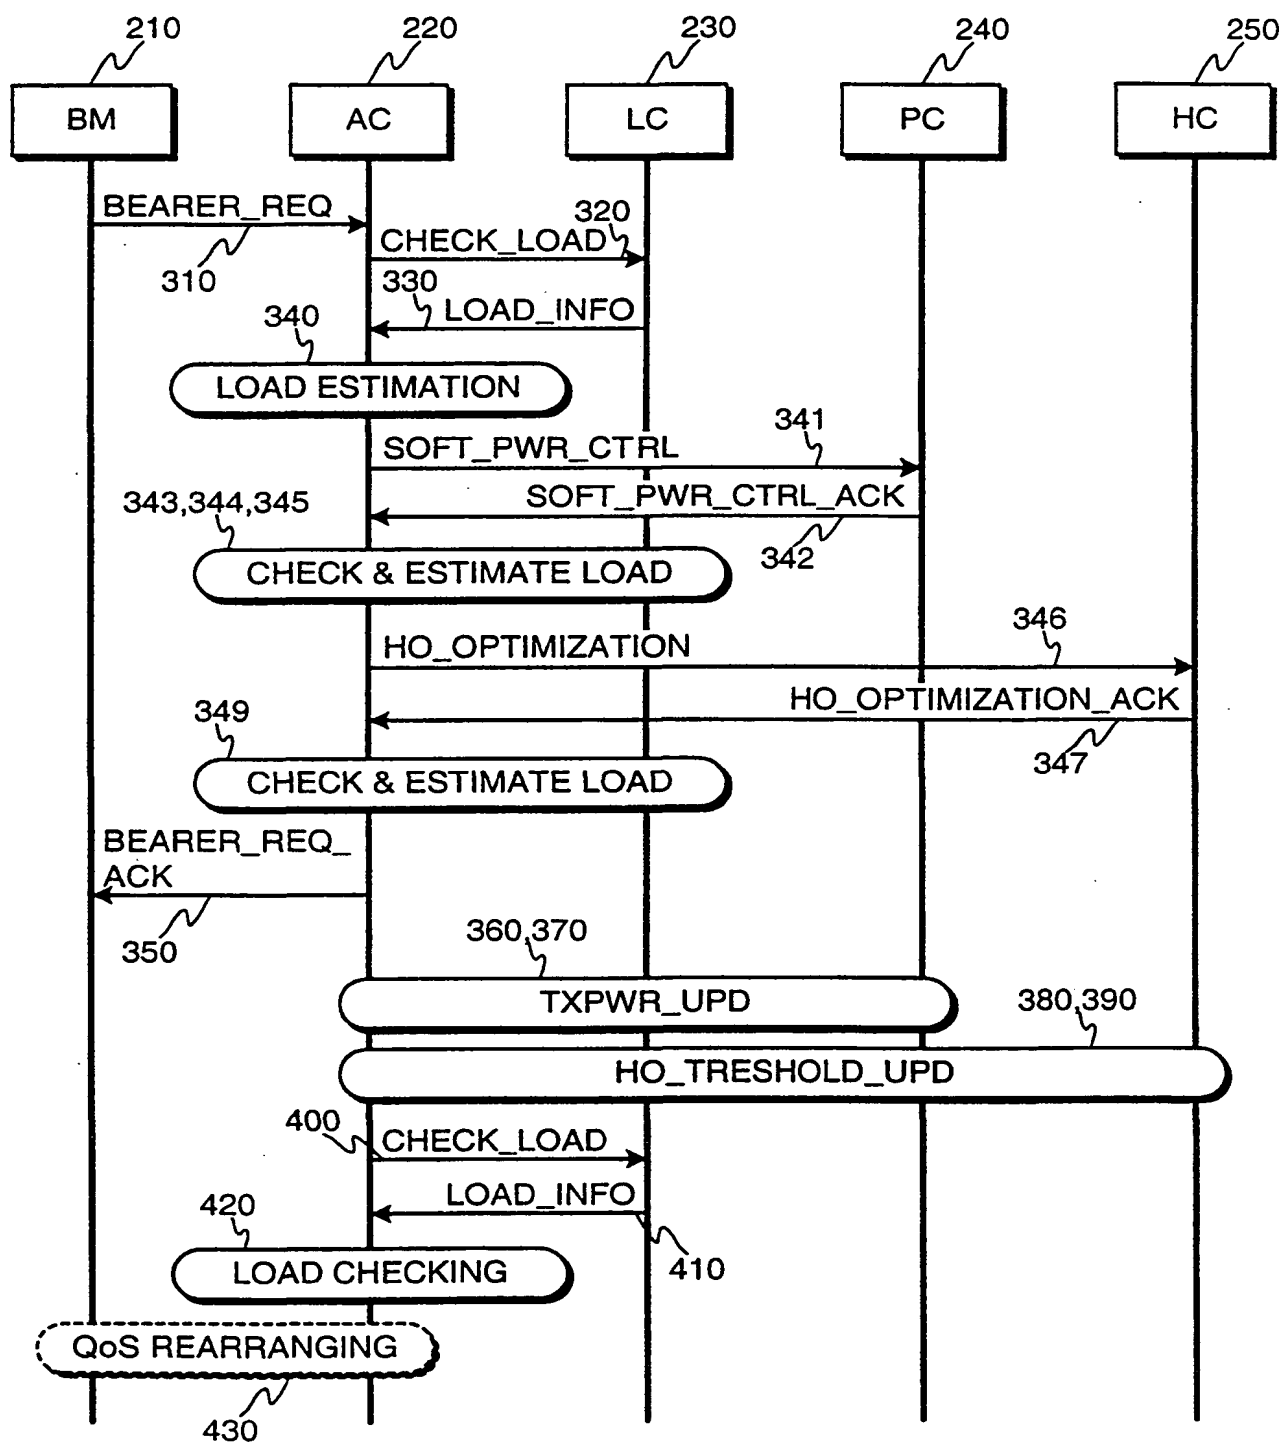 210
220
230
240
250
BM
AC
LC
PC
HC
BEARER_REQ
310
320
CHECK_LOAD
330
LOAD_INFO
340
LOAD ESTIMATION
341
SOFT_PWR_CTRL
SOFT_PWR_CTRL_ACK
342
343,344,345
CHECK & ESTIMATE LOAD
346
HO_OPTIMIZATION
HO_OPTIMIZATION_ACK
347
349
CHECK & ESTIMATE LOAD
BEARER_REQ_
ACK
350
360,370
TXPWR_UPD
380,390
HO_TRESHOLD_UPD
400
CHECK_LOAD
LOAD_INFO
410
420
LOAD CHECKING
QoS REARRANGING
430